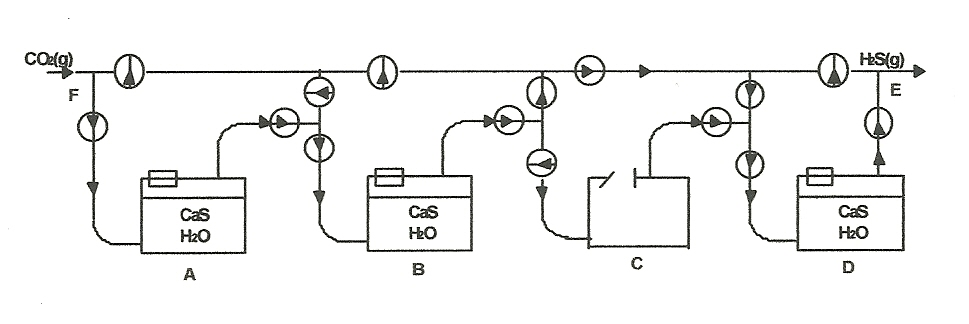 CO2(g)
H2S(g)
F
E
CaS
H2O
CaS
H2O
CaS
H2O
A
B
C
D